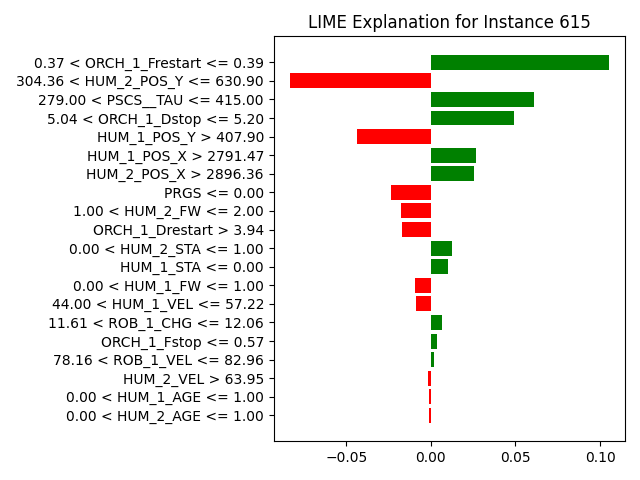 LIME Explanation for Instance 615
0.37 < ORCH_1_Frestart <= 0.39
304.36 < HUM_2_POS_Y <= 630.90
279.00 < PSCS__TAU <= 415.00
5.04 < ORCH_1_Dstop <= 5.20
HUM_1_POS_Y > 407.90
HUM_1_POS_X > 2791.47
HUM_2_POS_X > 2896.36
PRGS <= 0.00
1.00 < HUM_2_FW <= 2.00
ORCH_1_Drestart > 3.94
0.00 < HUM_2_STA <= 1.00
HUM_1_STA <= 0.00
0.00 < HUM_1_FW <= 1.00
44.00 < HUM_1_VEL <= 57.22
11.61 < ROB_1_CHG <= 12.06
ORCH_1_Fstop <= 0.57
78.16 < ROB_1_VEL <= 82.96
HUM_2_VEL > 63.95
0.00 < HUM_1_AGE <= 1.00
0.00 < HUM_2_AGE <= 1.00
−0.05 0.00 0.05 0.10